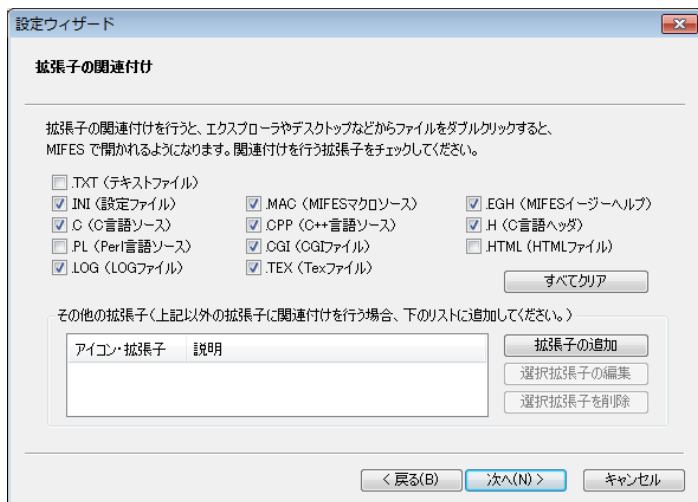 設定ウィザード
拡張子の関連付け
拡張子の関連付けを行うと、エクスプローラやデスクトップなどからファイルをダブルクリックすると、
MIFES で開かれるようになります。関連付けを行う拡張子をチェックしてください。
.TXT (テキストファイル)
.INI (設定ファイル) .MAC (MIFESマクロソース) .EGH (MIFESイージーヘルプ)
.C (C言語ソース) .CPP (C++言語ソース) .H (C言語ヘッダ)
.PL (Perl言語ソース) .CGI (CGIファイル) .HTML (HTMLファイル)
.LOG (LOGファイル) .TEX (Texファイル)
すべてクリア
その他の拡張子(上記以外の拡張子に関連付けを行う場合、下のリストに追加してください。)
アイコン・拡張子 説明
拡張子の追加
選択拡張子の編集
選択拡張子を削除
< 戻る(B) 次へ(N) > キャンセル